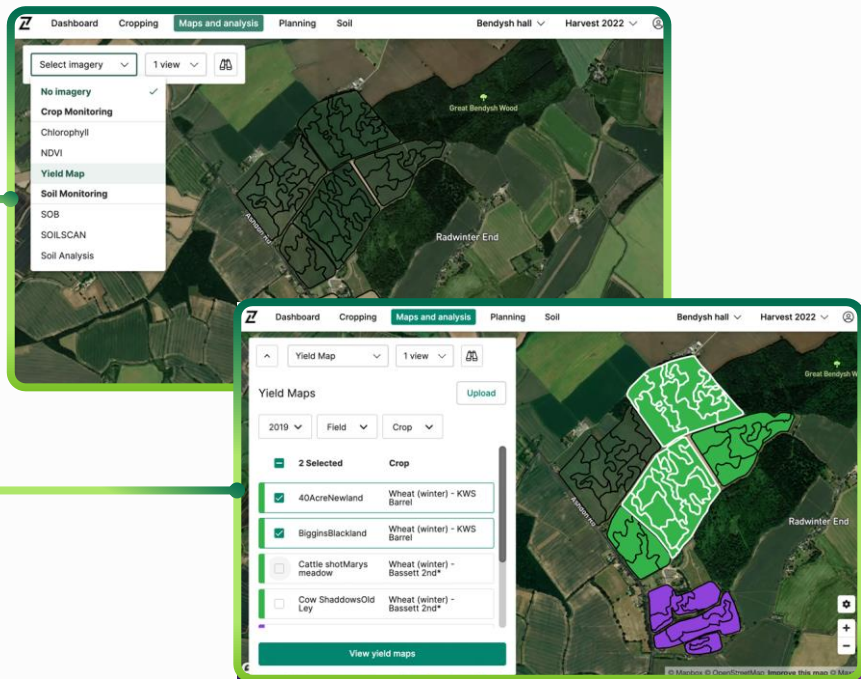 Dashboard Cropping Maps and analysis Planning Soil Bendysh hall Harvest 2022
Select imagery 1 view
No imagery
Crop Monitoring
Chlorophyll
NDVI
Yield Map
Soil Monitoring
SOB
SOILSCAN
Soil Analysis
Great Bendysh Wood
Ashdon Rd
Radwinter End
Dashboard Cropping Maps and analysis Planning Soil Bendysh hall Harvest 2022
Yield Map 1 view
Yield Maps Upload
2019 Field Crop
2 Selected Crop
40AcreNewland Wheat (winter) - KWS
Barrel
BigginsBlackland Wheat (winter) - KWS
Barrel
Cattle shotMarys
meadow
Wheat (winter) -
Bassett 2nd*
Cow ShaddowsOld
Ley
Wheat (winter) -
Bassett 2nd*
View yield maps
Great Bendysh W
Ashdon Rd
Radwinter End
© Mapbox © OpenStreetMap Improve this map